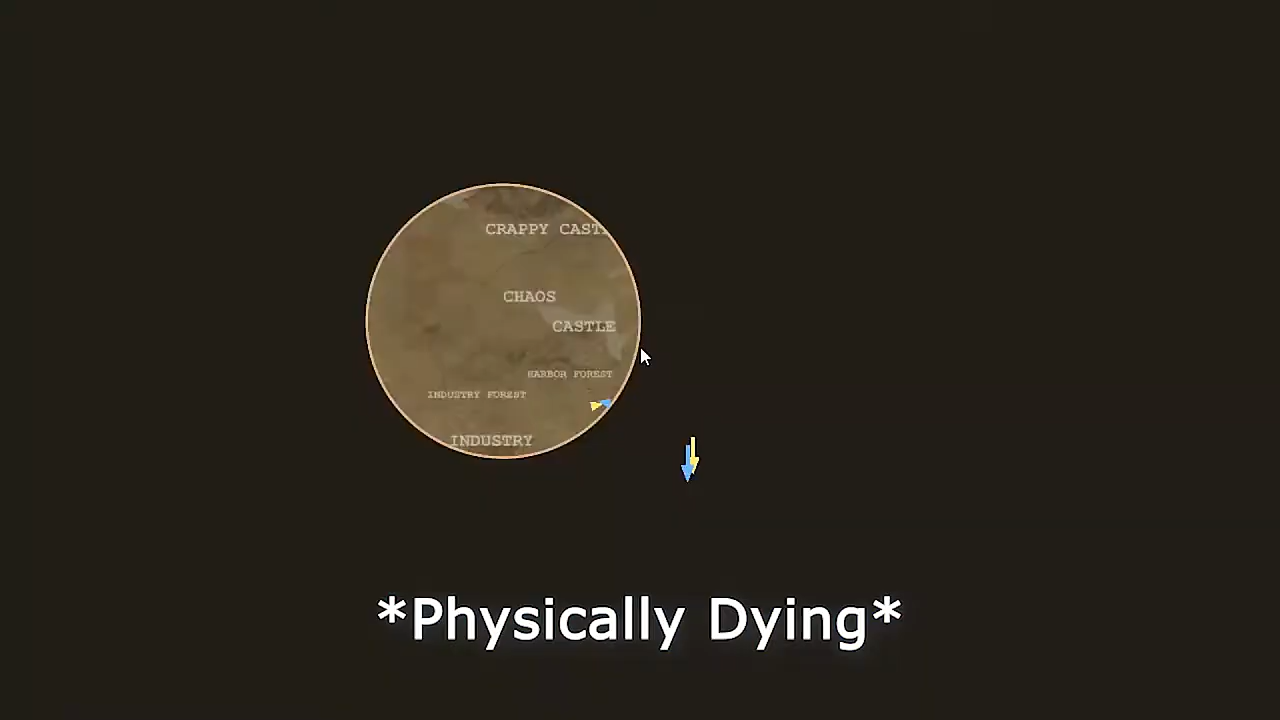 CRAPPY CAST
CHAOS
CASTLE
HARBOR FOREST
INDUSTRY FOREST
INDUSTRY
*Physically Dying*